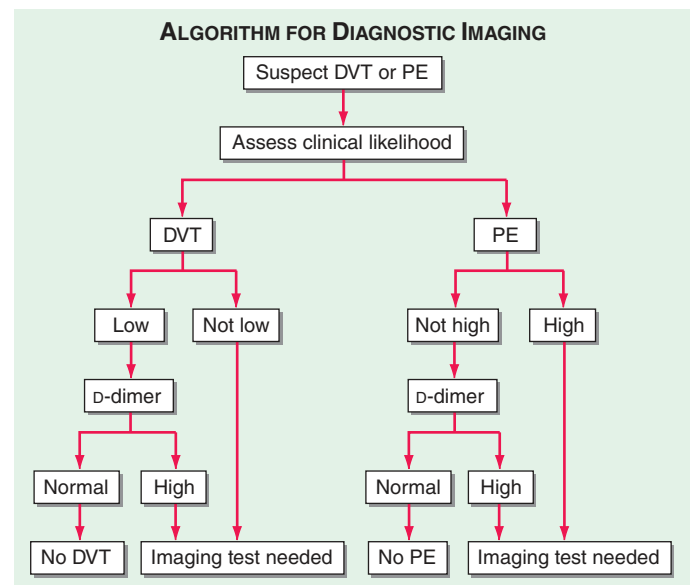 ALGORITHM FOR DIAGNOSTIC IMAGING
Suspect DVT or PE
Assess clinical likelihood
DVT
PE
Low
Not low
Not high
High
D-dimer
D-dimer
Normal
High
Normal
High
No DVT
Imaging test needed
No PE
Imaging test needed